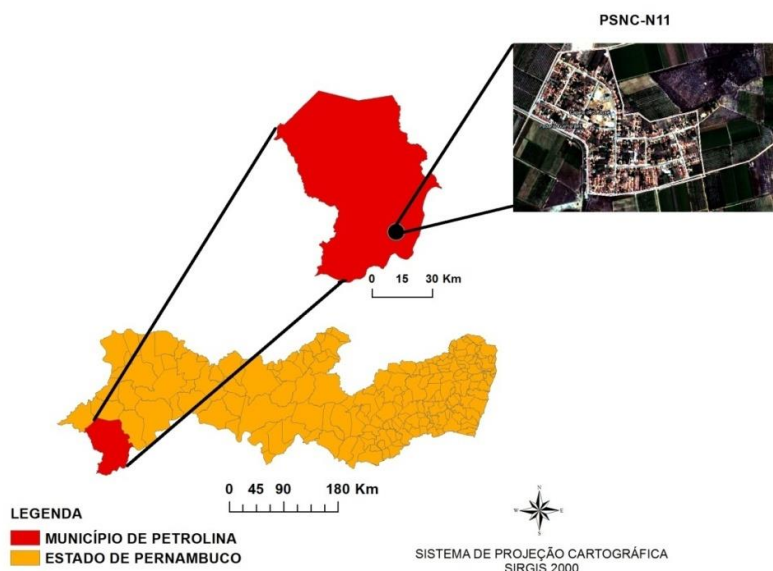 PSNC-N11
0 15 30 Km
0 45 90 180 Km
N
W E
S
LEGENDA
MUNICÍPIO DE PETROLINA
ESTADO DE PERNAMBUCO
SISTEMA DE PROJEÇÃO CARTOGRÁFICA
SIRGIS 2000